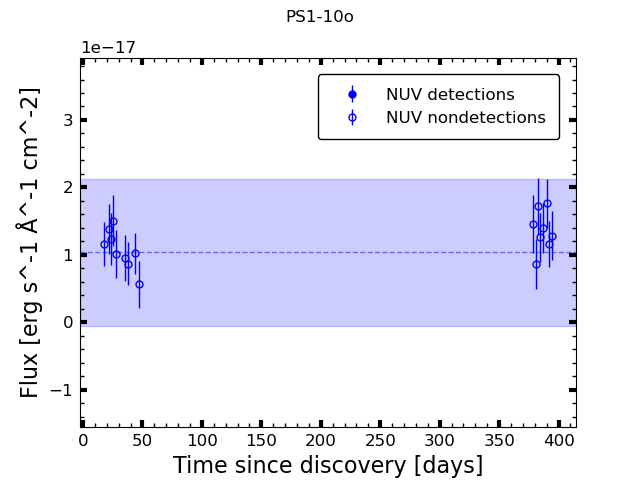 PS1-10o
1e−17
NUV detections
NUV nondetections
3
2
1
0
−1
Flux [erg s^-1 Å^-1 cm^-2]
0 50 100 150 200 250 300 350 400
Time since discovery [days]